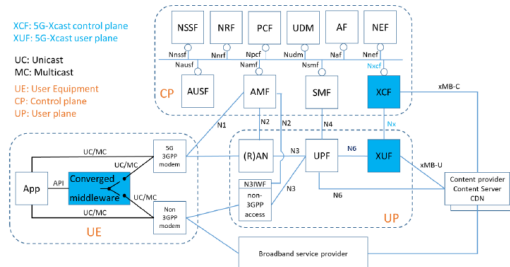 XCF: 5G-Xcast control plane
XUF: 5G-Xcast user plane
UC: Unicast
MC: Multicast
UE: User Equipment
CP: Control plane
UP: User plane
NSSF
NRF
PCF
UDM
AF
NEF
Nnssf
Nnrf
Npcf
Nudm
Naf
Nnef
Nausf
Namf
Nsmf
Nxcf
CP
AUSF
AMF
SMF
XCF
xMB-C
N1
N2
N2
N4
Nx
UC/MC
5G
3GPP
modem
(R)AN
N3
UPF
N6
XUF
xMB-U
App
API
Converged
middleware
UC/MC
UC/MC
UC/MC
Non
3GPP
modem
N3IWF
non-
3GPP
access
N3
N6
Content provider
Content Server
CDN
UE
UP
Broadband service provider